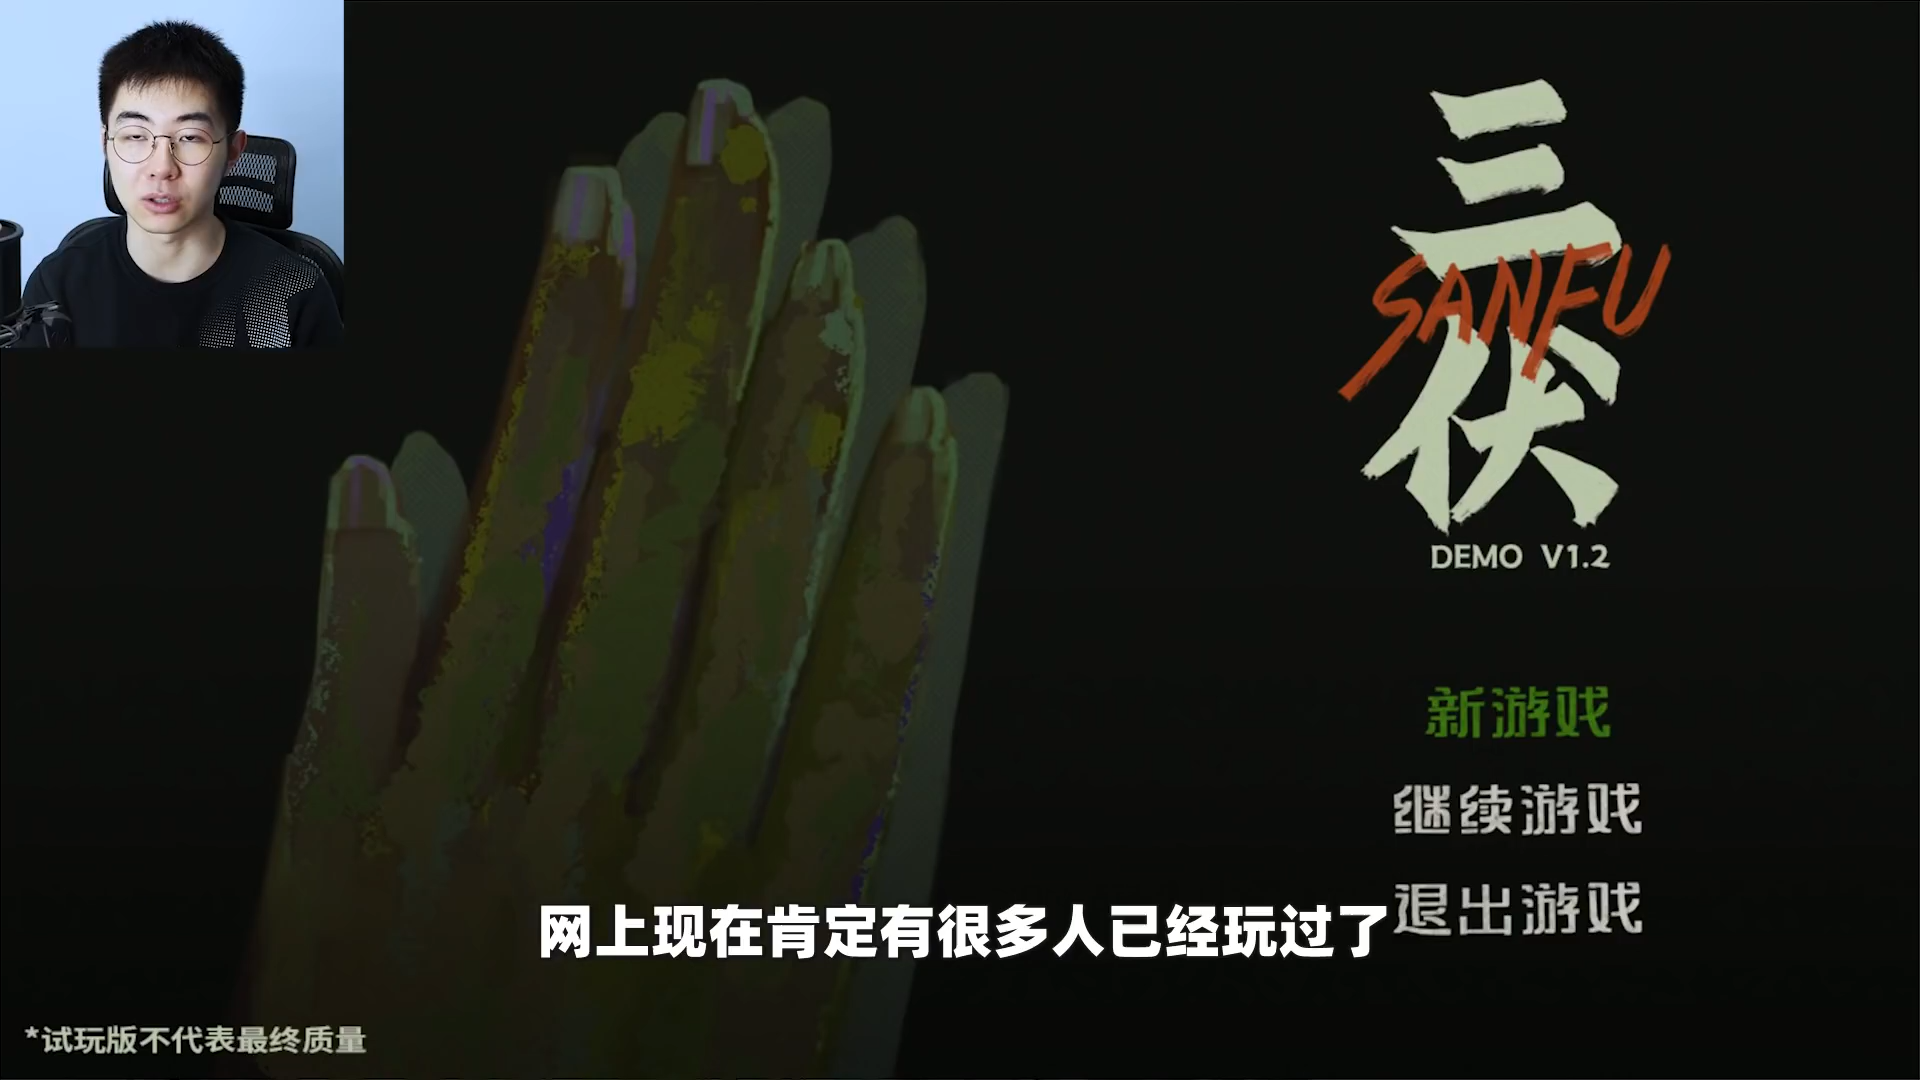 三伏
SANFU
DEMO V1.2
新游戏
继续游戏
退出游戏
网上现在肯定有很多人已经玩过了
*试玩版不代表最终质量